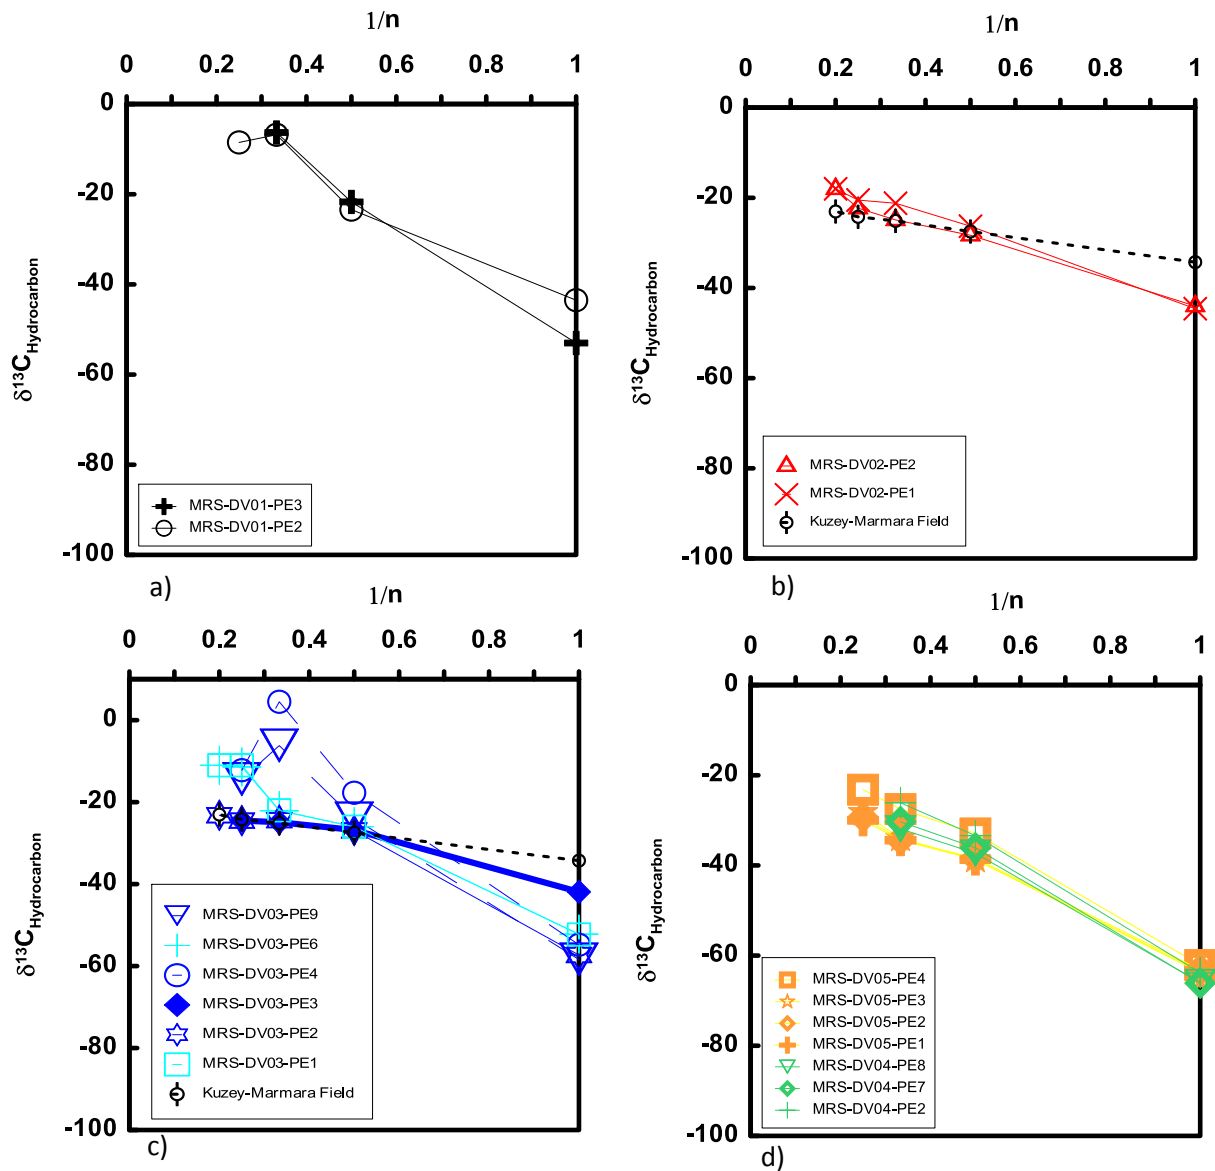 1/n
0 0.2 0.4 0.6 0.8 1
0
-20
-40
-60
-80
-100
δ13CHydrocarbon
MRS-DV01-PE3
MRS-DV01-PE2
a)
1/n
0 0.2 0.4 0.6 0.8 1
0
-20
-40
-60
-80
-100
δ13CHydrocarbon
MRS-DV02-PE2
MRS-DV02-PE1
Kuzey-Marmara Field
b)
1/n
0 0.2 0.4 0.6 0.8 1
0
-20
-40
-60
-80
-100
δ13CHydrocarbon
MRS-DV03-PE9
MRS-DV03-PE6
MRS-DV03-PE4
MRS-DV03-PE3
MRS-DV03-PE2
MRS-DV03-PE1
Kuzey-Marmara Field
c)
1/n
0 0.2 0.4 0.6 0.8 1
0
-20
-40
-60
-80
-100
δ13CHydrocarbon
MRS-DV05-PE4
MRS-DV05-PE3
MRS-DV05-PE2
MRS-DV05-PE1
MRS-DV04-PE8
MRS-DV04-PE7
MRS-DV04-PE2
d)